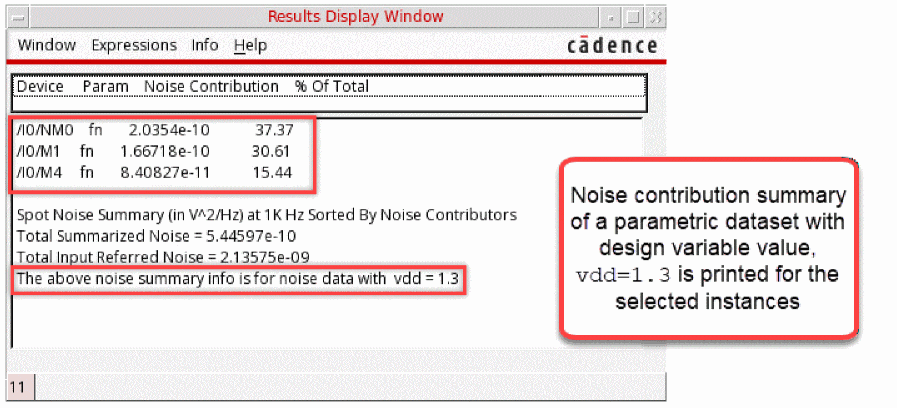 Results Display Window
Window Expressions Info Help
cādence
Device Param Noise Contribution % Of Total
/I0/NM0 fn 2.0354e-10 37.37
/I0/M1 fn 1.66718e-10 30.61
/I0/M4 fn 8.40827e-11 15.44
Spot Noise Summary (in V^2/Hz) at 1K Hz Sorted By Noise Contributors
Total Summarized Noise = 5.44597e-10
Total Input Referred Noise = 2.13575e-09
The above noise summary info is for noise data with vdd = 1.3
11
Noise contribution summary
of a parametric dataset with
design variable value,
vdd=1.3 is printed for the
selected instances